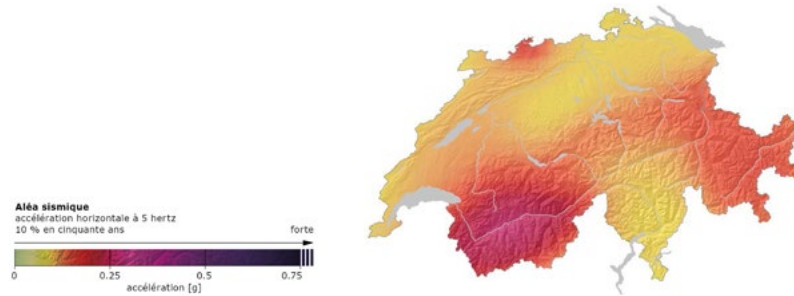 Aléa sismique
accélération horizontale à 5 hertz
10 % en cinquante ans
forte
0 0.25 0.5 0.75
accélération [g]